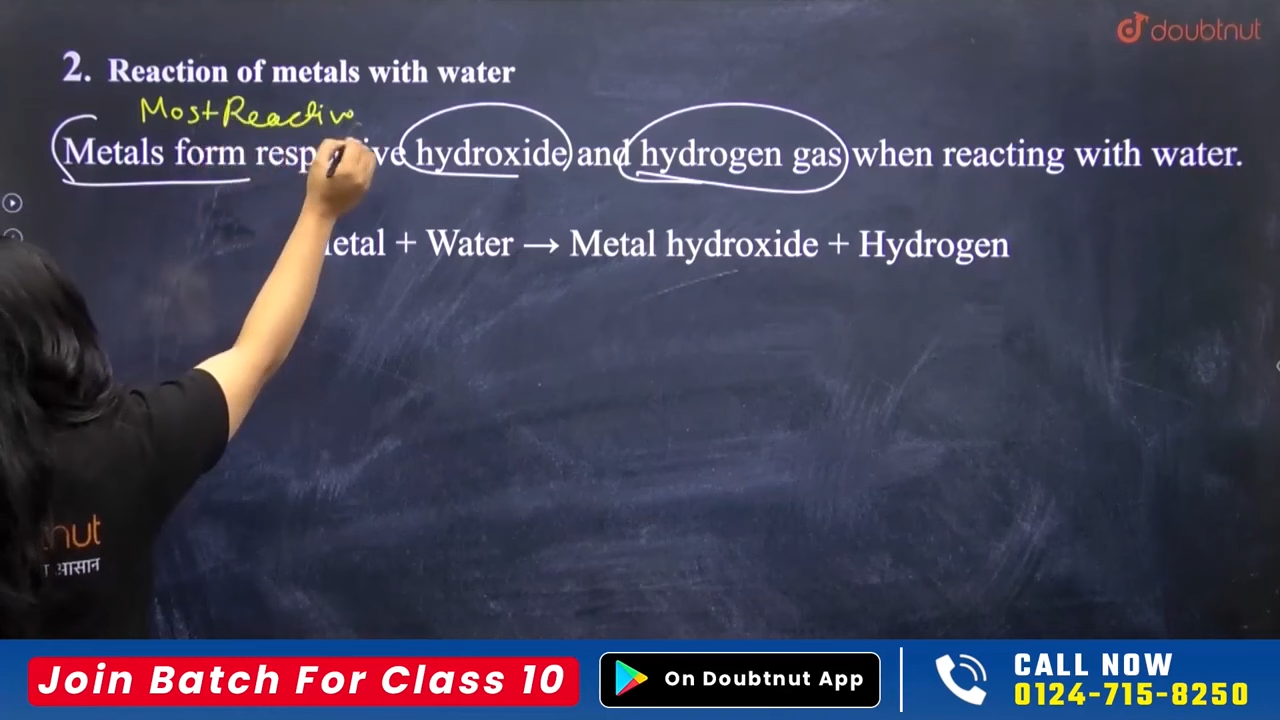 doubtnut
2. Reaction of metals with water
Most Reactive
Metals form respective hydroxide and hydrogen gas when reacting with water.
etal + Water → Metal hydroxide + Hydrogen
nut
आसान
Join Batch For Class 10
On Doubtnut App
CALL NOW
0124-715-8250